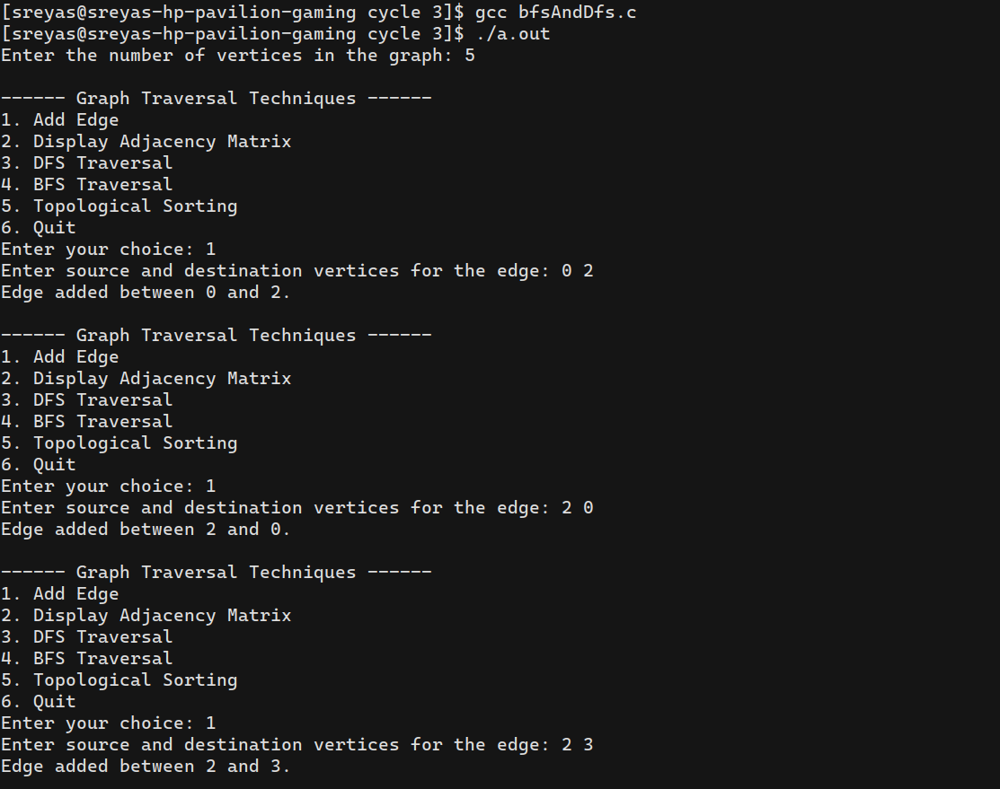 [sreyas@sreyas-hp-pavilion-gaming cycle 3]$ gcc bfsAndDfs.c
[sreyas@sreyas-hp-pavilion-gaming cycle 3]$ ./a.out
Enter the number of vertices in the graph: 5
------ Graph Traversal Techniques ------
1. Add Edge
2. Display Adjacency Matrix
3. DFS Traversal
4. BFS Traversal
5. Topological Sorting
6. Quit
Enter your choice: 1
Enter source and destination vertices for the edge: 0 2
Edge added between 0 and 2.
------ Graph Traversal Techniques ------
1. Add Edge
2. Display Adjacency Matrix
3. DFS Traversal
4. BFS Traversal
5. Topological Sorting
6. Quit
Enter your choice: 1
Enter source and destination vertices for the edge: 2 0
Edge added between 2 and 0.
------ Graph Traversal Techniques ------
1. Add Edge
2. Display Adjacency Matrix
3. DFS Traversal
4. BFS Traversal
5. Topological Sorting
6. Quit
Enter your choice: 1
Enter source and destination vertices for the edge: 2 3
Edge added between 2 and 3.